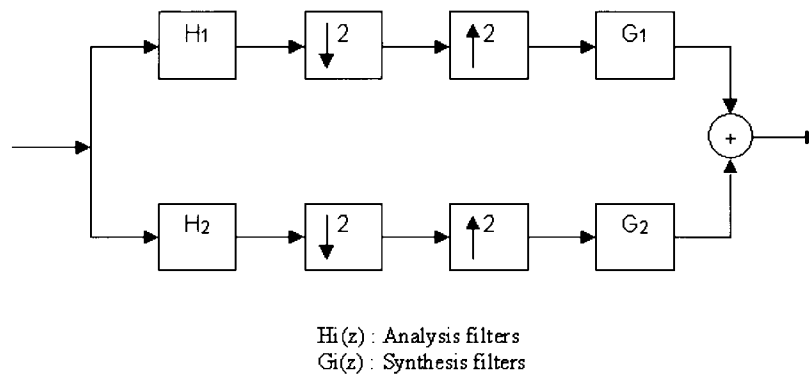 H1 ↓2 ↑2 G1
+
H2 ↓2 ↑2 G2
Hi(z) : Analysis filters
Gi(z) : Synthesis filters